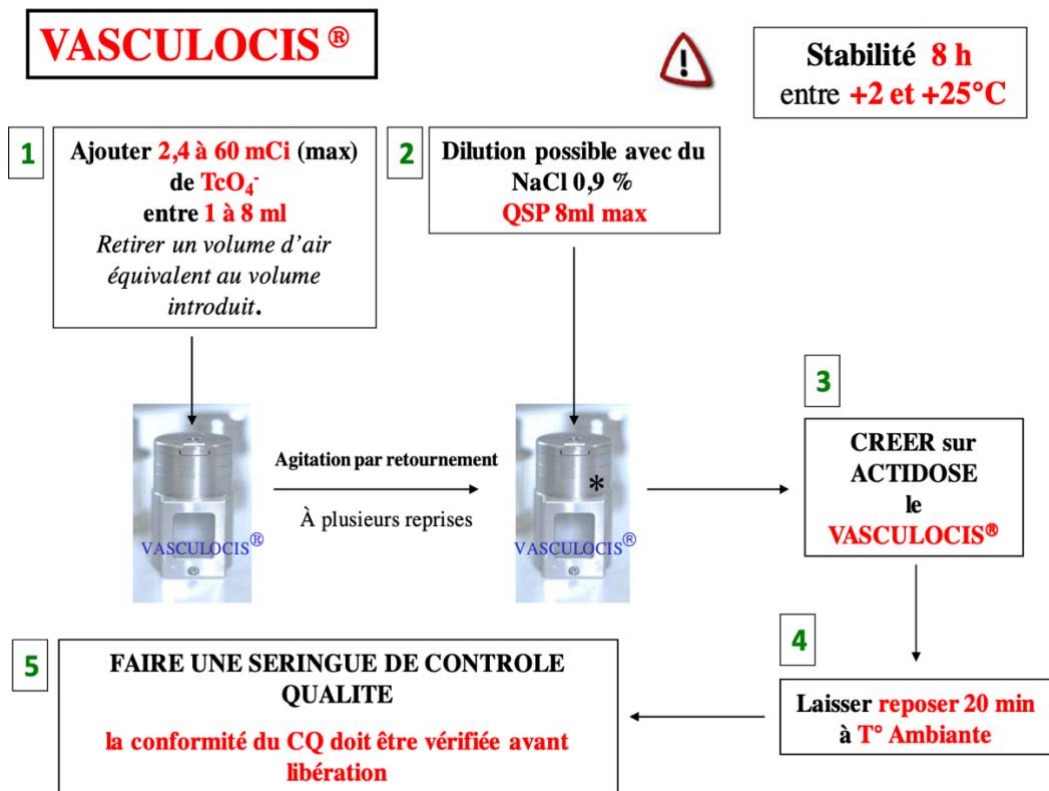 VASCULOCIS ®
Stabilité 8 h
entre +2 et +25°C
1
Ajouter 2,4 à 60 mCi (max)
de TcO₄⁻
entre 1 à 8 ml
Retirer un volume d'air
équivalent au volume
introduit.
2
Dilution possible avec du
NaCl 0,9 %
QSP 8ml max
Agitation par retournement
À plusieurs reprises
VASCULOCIS®
*
VASCULOCIS®
3
CREER sur
ACTIDOSE
le
VASCULOCIS®
4
Laisser reposer 20 min
à T° Ambiante
5
FAIRE UNE SERINGUE DE CONTROLE
QUALITE
la conformité du CQ doit être vérifiée avant
libération